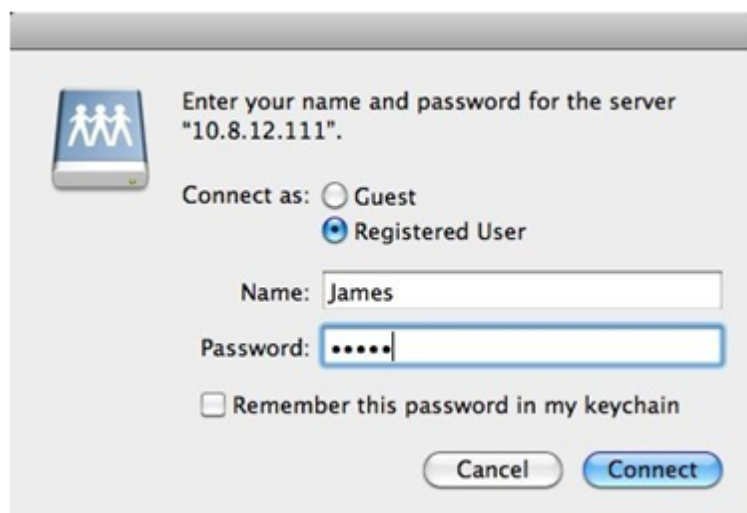 Enter your name and password for the server
“10.8.12.111”.
Connect as: Guest
Registered User
Name: James
Password: •••••
Remember this password in my keychain
Cancel Connect